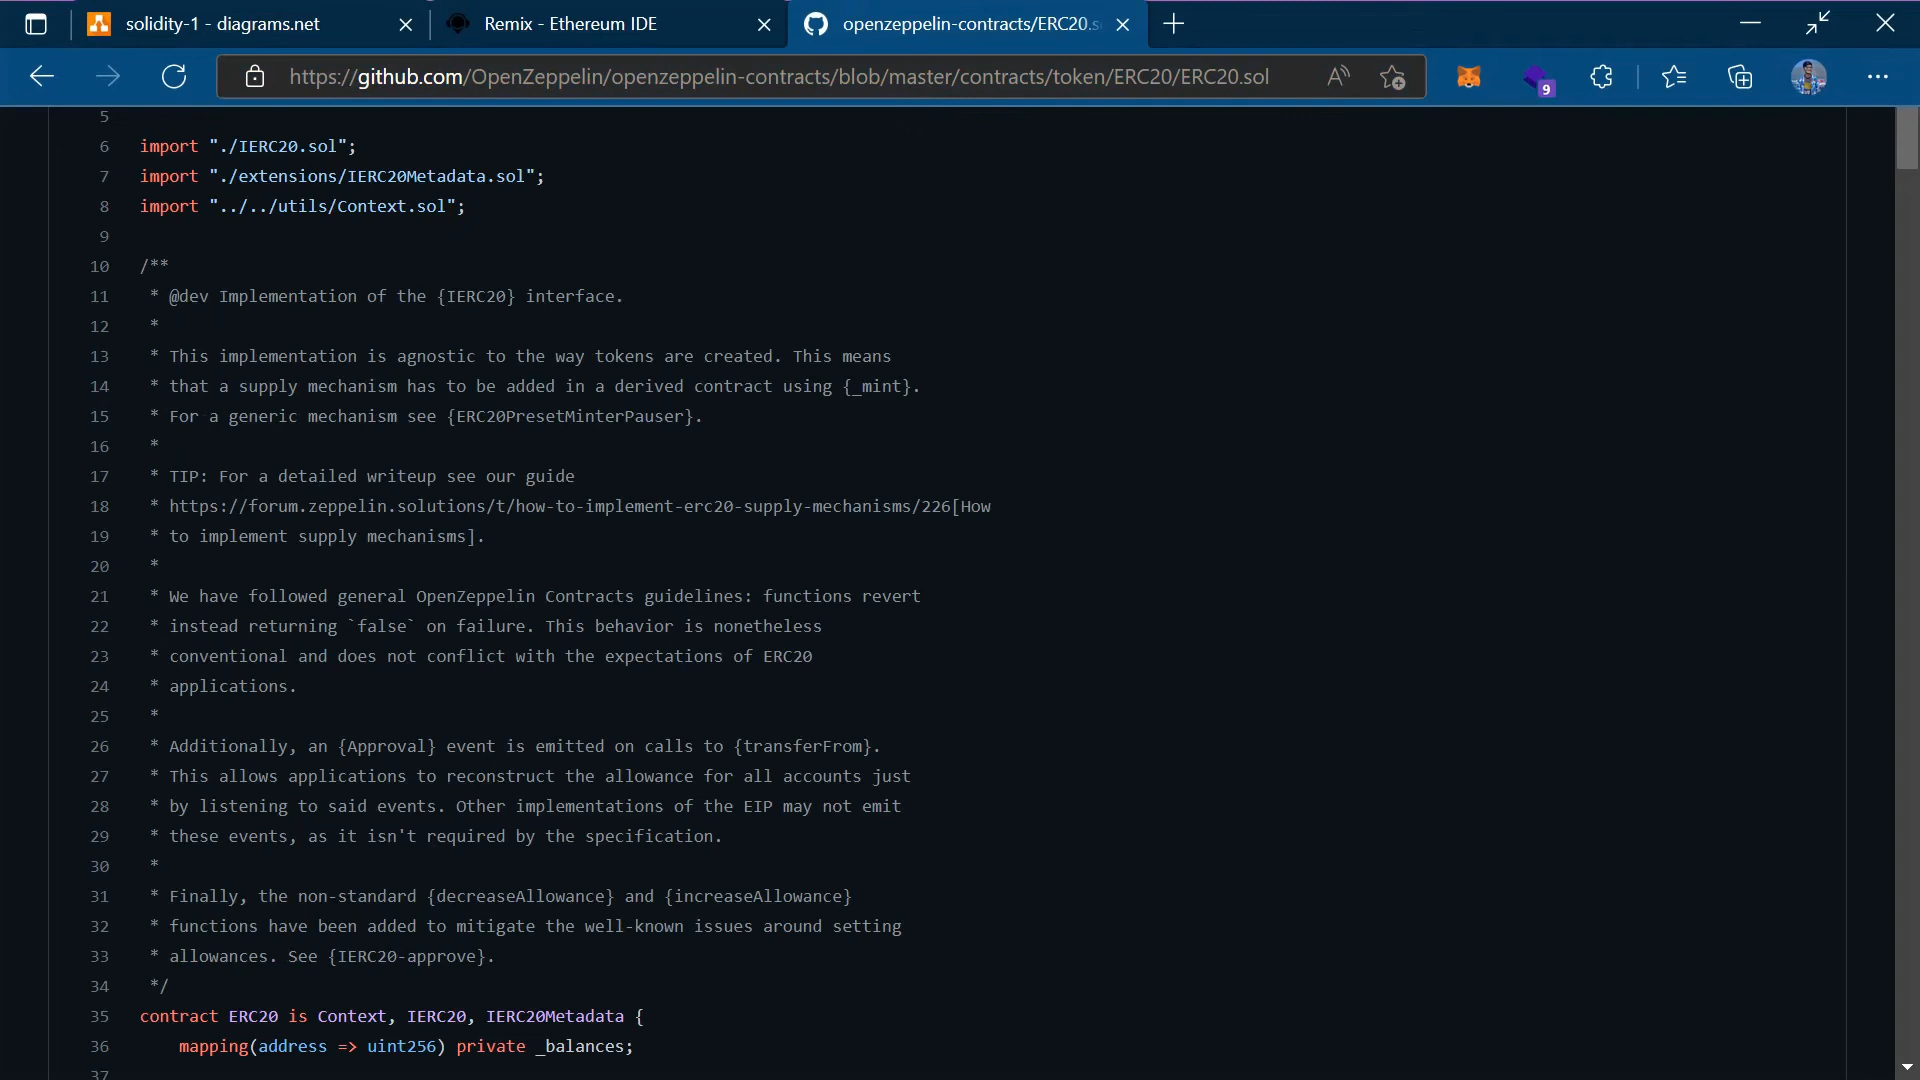 solidity-1 - diagrams.net
Remix - Ethereum IDE
openzeppelin-contracts/ERC20.s
https://github.com/OpenZeppelin/openzeppelin-contracts/blob/master/contracts/token/ERC20/ERC20.sol
9
5
6 import "./IERC20.sol";
7 import "./extensions/IERC20Metadata.sol";
8 import "../../utils/Context.sol";
9
10 /**
11 * @dev Implementation of the {IERC20} interface.
12 *
13 * This implementation is agnostic to the way tokens are created. This means
14 * that a supply mechanism has to be added in a derived contract using {_mint}.
15 * For a generic mechanism see {ERC20PresetMinterPauser}.
16 *
17 * TIP: For a detailed writeup see our guide
18 * https://forum.zeppelin.solutions/t/how-to-implement-erc20-supply-mechanisms/226[How
19 * to implement supply mechanisms].
20 *
21 * We have followed general OpenZeppelin Contracts guidelines: functions revert
22 * instead returning `false` on failure. This behavior is nonetheless
23 * conventional and does not conflict with the expectations of ERC20
24 * applications.
25 *
26 * Additionally, an {Approval} event is emitted on calls to {transferFrom}.
27 * This allows applications to reconstruct the allowance for all accounts just
28 * by listening to said events. Other implementations of the EIP may not emit
29 * these events, as it isn't required by the specification.
30 *
31 * Finally, the non-standard {decreaseAllowance} and {increaseAllowance}
32 * functions have been added to mitigate the well-known issues around setting
33 * allowances. See {IERC20-approve}.
34 */
35 contract ERC20 is Context, IERC20, IERC20Metadata {
36 mapping(address => uint256) private _balances;
37